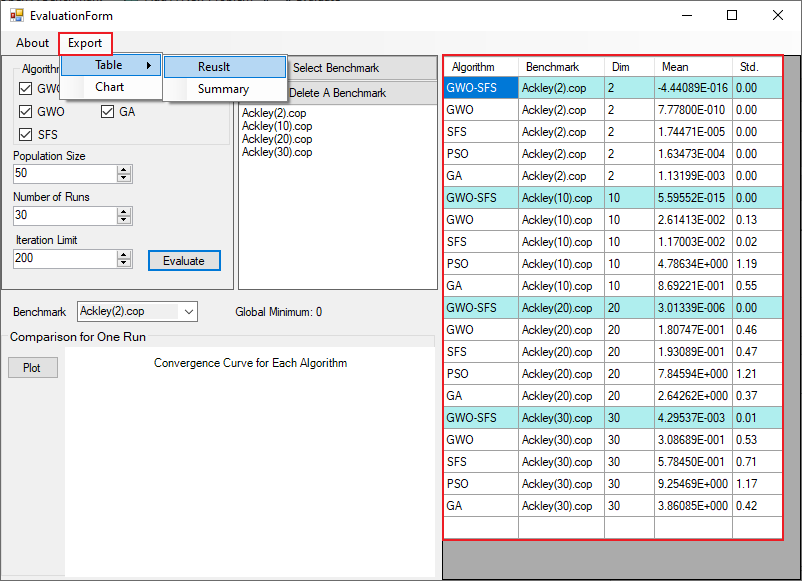 EvaluationForm
About Export
Table
Reuslt
Chart
Summary
Select Benchmark
Delete A Benchmark
GWO
GA
SFS
Population Size
50
Number of Runs
30
Iteration Limit
200
Evaluate
Ackley(2).cop
Ackley(10).cop
Ackley(20).cop
Ackley(30).cop
Benchmark Ackley(2).cop Global Minimum: 0
Comparison for One Run
Plot
Convergence Curve for Each Algorithm
Algorithm Benchmark Dim Mean Std.
GWO-SFS Ackley(2).cop 2 -4.44089E-016 0.00
GWO Ackley(2).cop 2 7.77800E-010 0.00
SFS Ackley(2).cop 2 1.74471E-005 0.00
PSO Ackley(2).cop 2 1.63473E-004 0.00
GA Ackley(2).cop 2 1.13199E-003 0.00
GWO-SFS Ackley(10).cop 10 5.59552E-015 0.00
GWO Ackley(10).cop 10 2.61413E-002 0.13
SFS Ackley(10).cop 10 1.17003E-002 0.02
PSO Ackley(10).cop 10 4.78634E+000 1.19
GA Ackley(10).cop 10 8.69221E-001 0.55
GWO-SFS Ackley(20).cop 20 3.01339E-006 0.00
GWO Ackley(20).cop 20 1.80747E-001 0.46
SFS Ackley(20).cop 20 1.93089E-001 0.47
PSO Ackley(20).cop 20 7.84594E+000 1.21
GA Ackley(20).cop 20 2.64262E+000 0.37
GWO-SFS Ackley(30).cop 30 4.29537E-003 0.01
GWO Ackley(30).cop 30 3.08689E-001 0.53
SFS Ackley(30).cop 30 5.78450E-001 0.71
PSO Ackley(30).cop 30 9.25469E+000 1.17
GA Ackley(30).cop 30 3.86085E+000 0.42